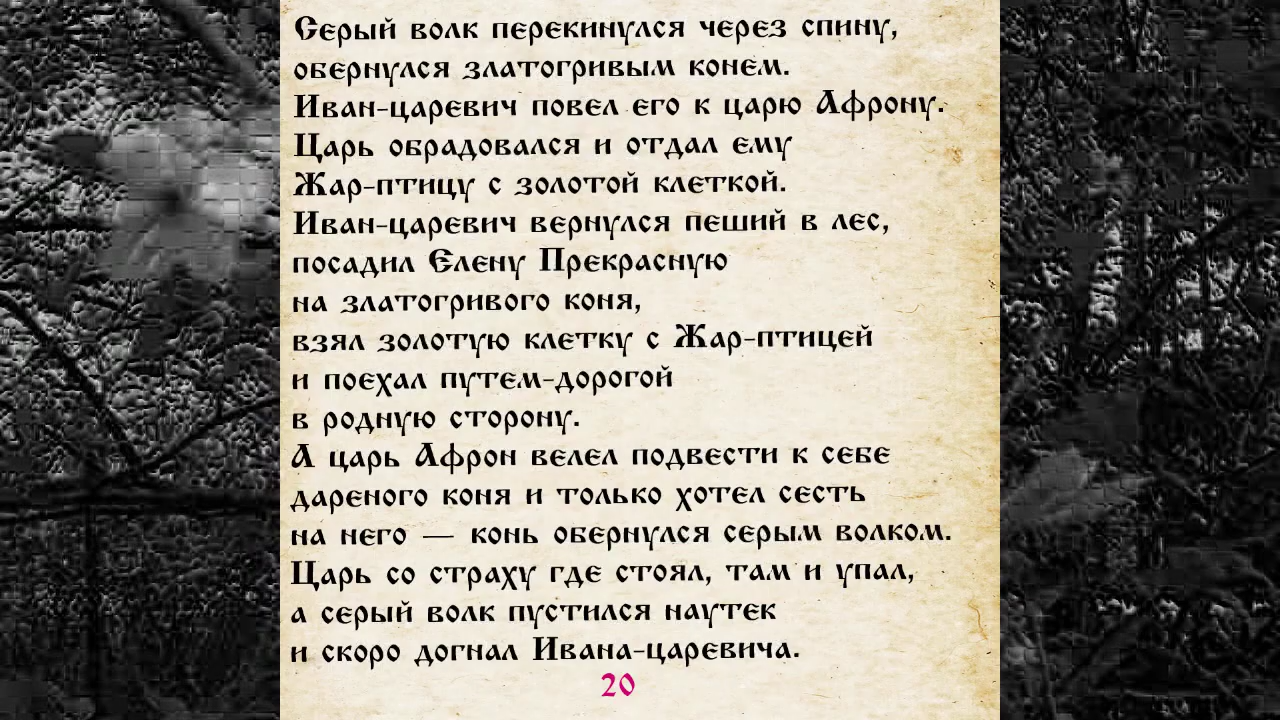 Серый волк перекинулся через спину,
обернулся златогривым конем.
Иван-царевич повел его к царю Афрону.
Царь обрадовался и отдал ему
Жар-птицу с золотой клеткой.
Иван-царевич вернулся пеший в лес,
посадил Елену Прекрасную
на златогривого коня,
взял золотую клетку с Жар-птицей
и поехал путем-дорогой
в родную сторону.
А царь Афрон велел подвести к себе
дареного коня и только хотел сесть
на него — конь обернулся серым волком.
Царь со страху где стоял, там и упал,
а серый волк пустился наутек
и скоро догнал Ивана-царевича.
20